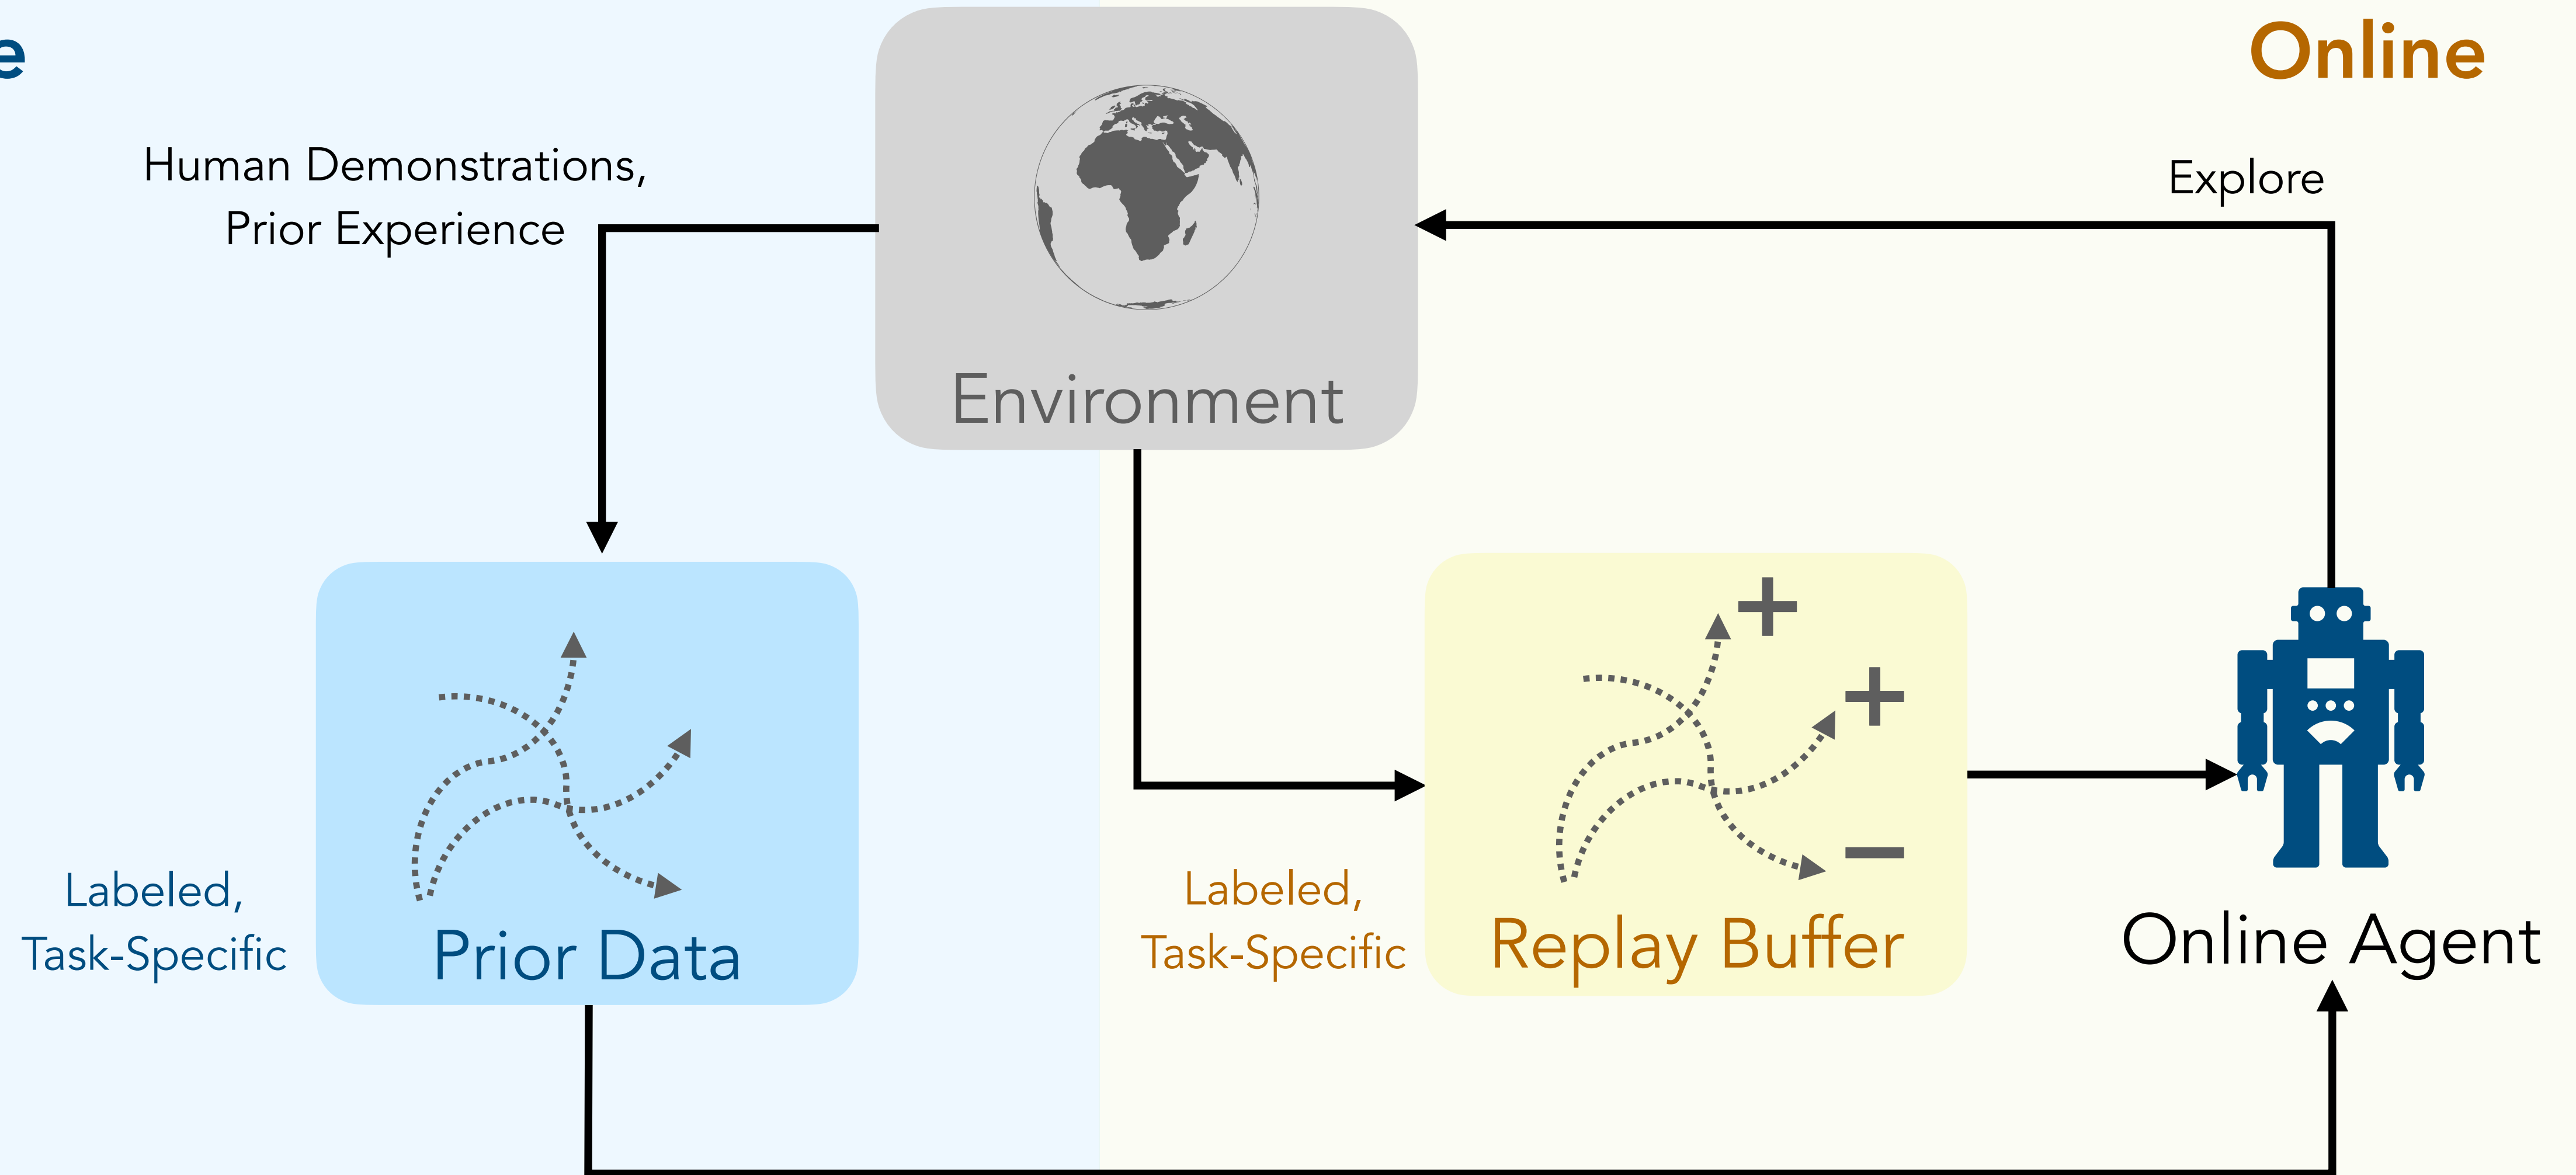 e
Online
Human Demonstrations,
Prior Experience
Explore
Environment
Labeled,
Task-Specific
Prior Data
Labeled,
Task-Specific
Replay Buffer
Online Agent